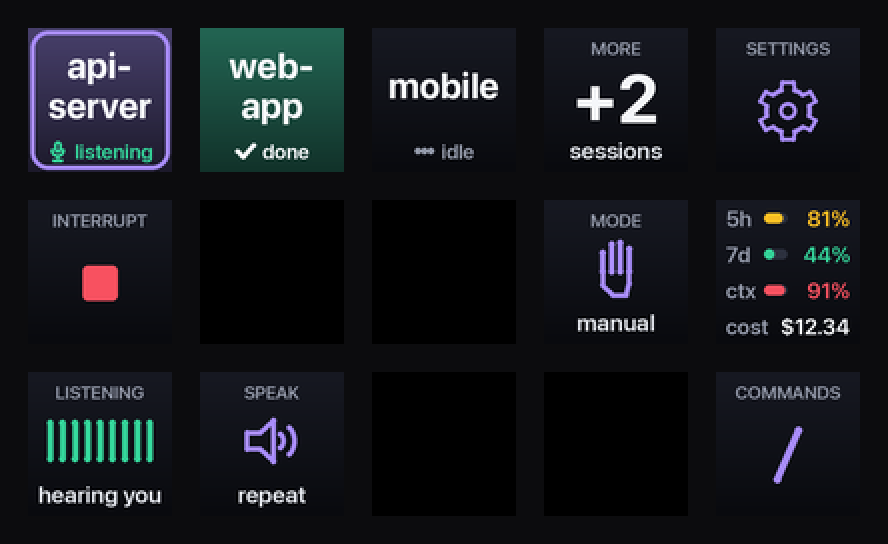 api-
server
listening
web-
app
done
mobile
idle
MORE
+2
sessions
SETTINGS
INTERRUPT
MODE
manual
5h 81%
7d 44%
ctx 91%
cost $12.34
LISTENING
hearing you
SPEAK
repeat
COMMANDS
/